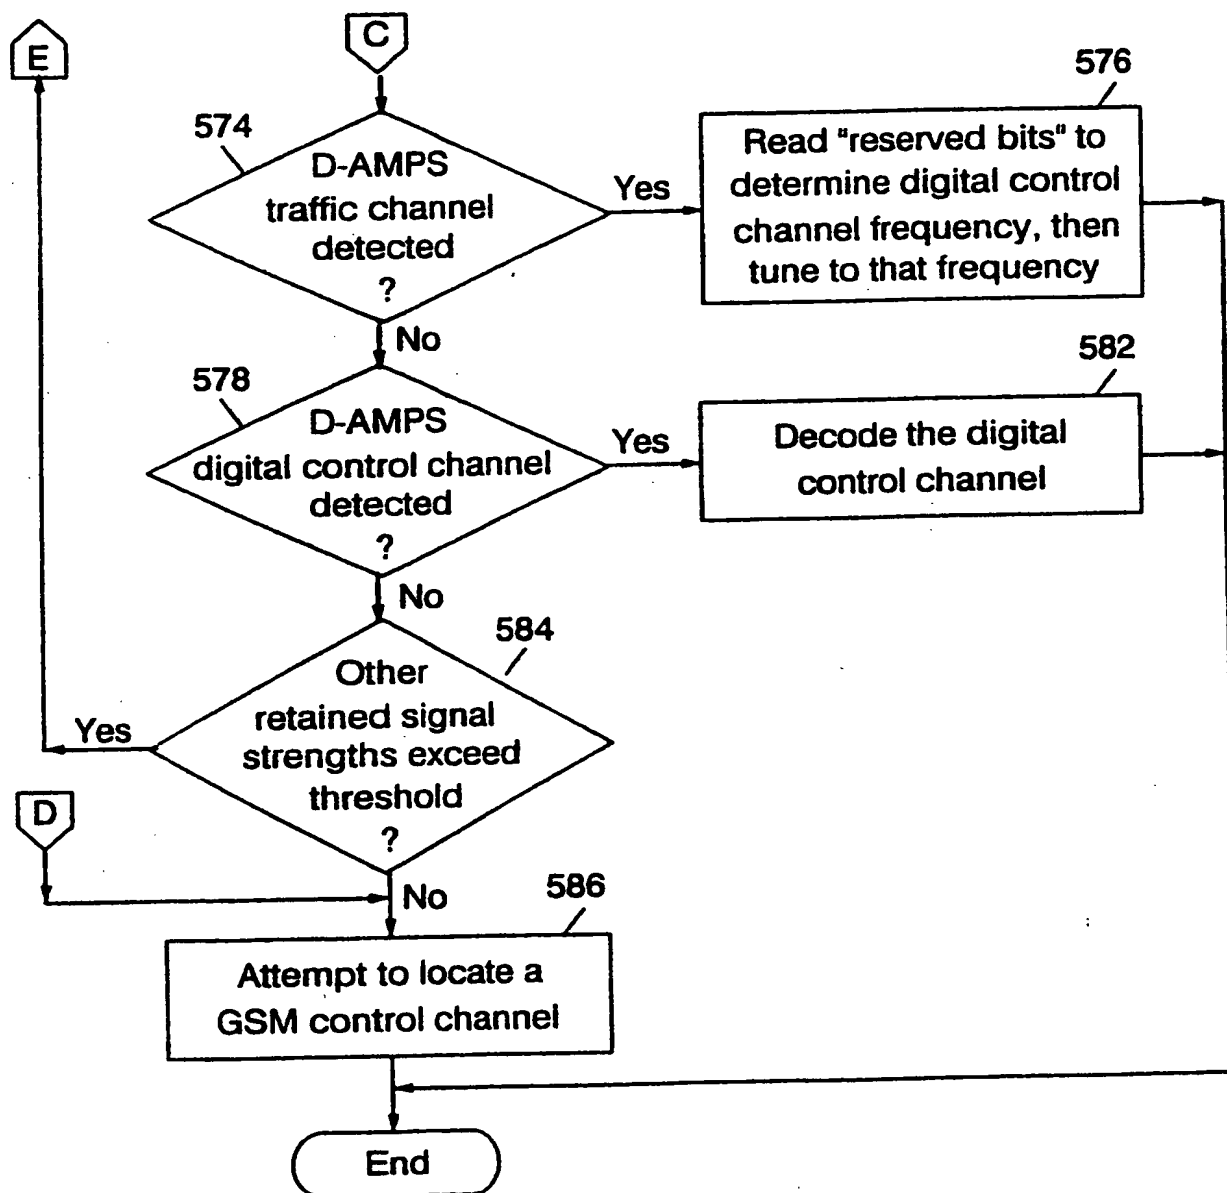 E
C
574
D-AMPS
traffic channel
detected
?
Yes
576
Read "reserved bits" to
determine digital control
channel frequency, then
tune to that frequency
No
578
D-AMPS
digital control channel
detected
?
Yes
582
Decode the digital
control channel
No
584
Other
retained signal
strengths exceed
threshold
?
Yes
D
No
586
Attempt to locate a
GSM control channel
End